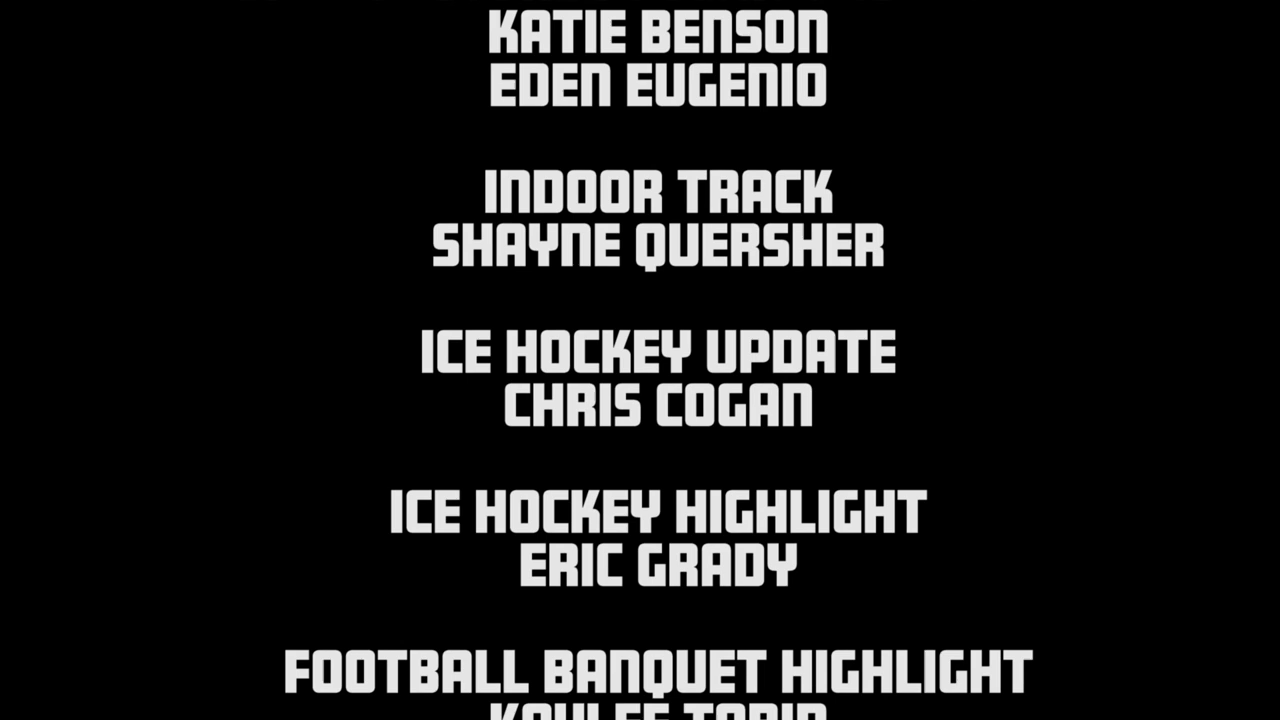 KATIE BENSON
EDEN EUGENIO
INDOOR TRACK
SHAYNE QUERSHER
ICE HOCKEY UPDATE
CHRIS COGAN
ICE HOCKEY HIGHLIGHT
ERIC GRADY
FOOTBALL BANQUET HIGHLIGHT